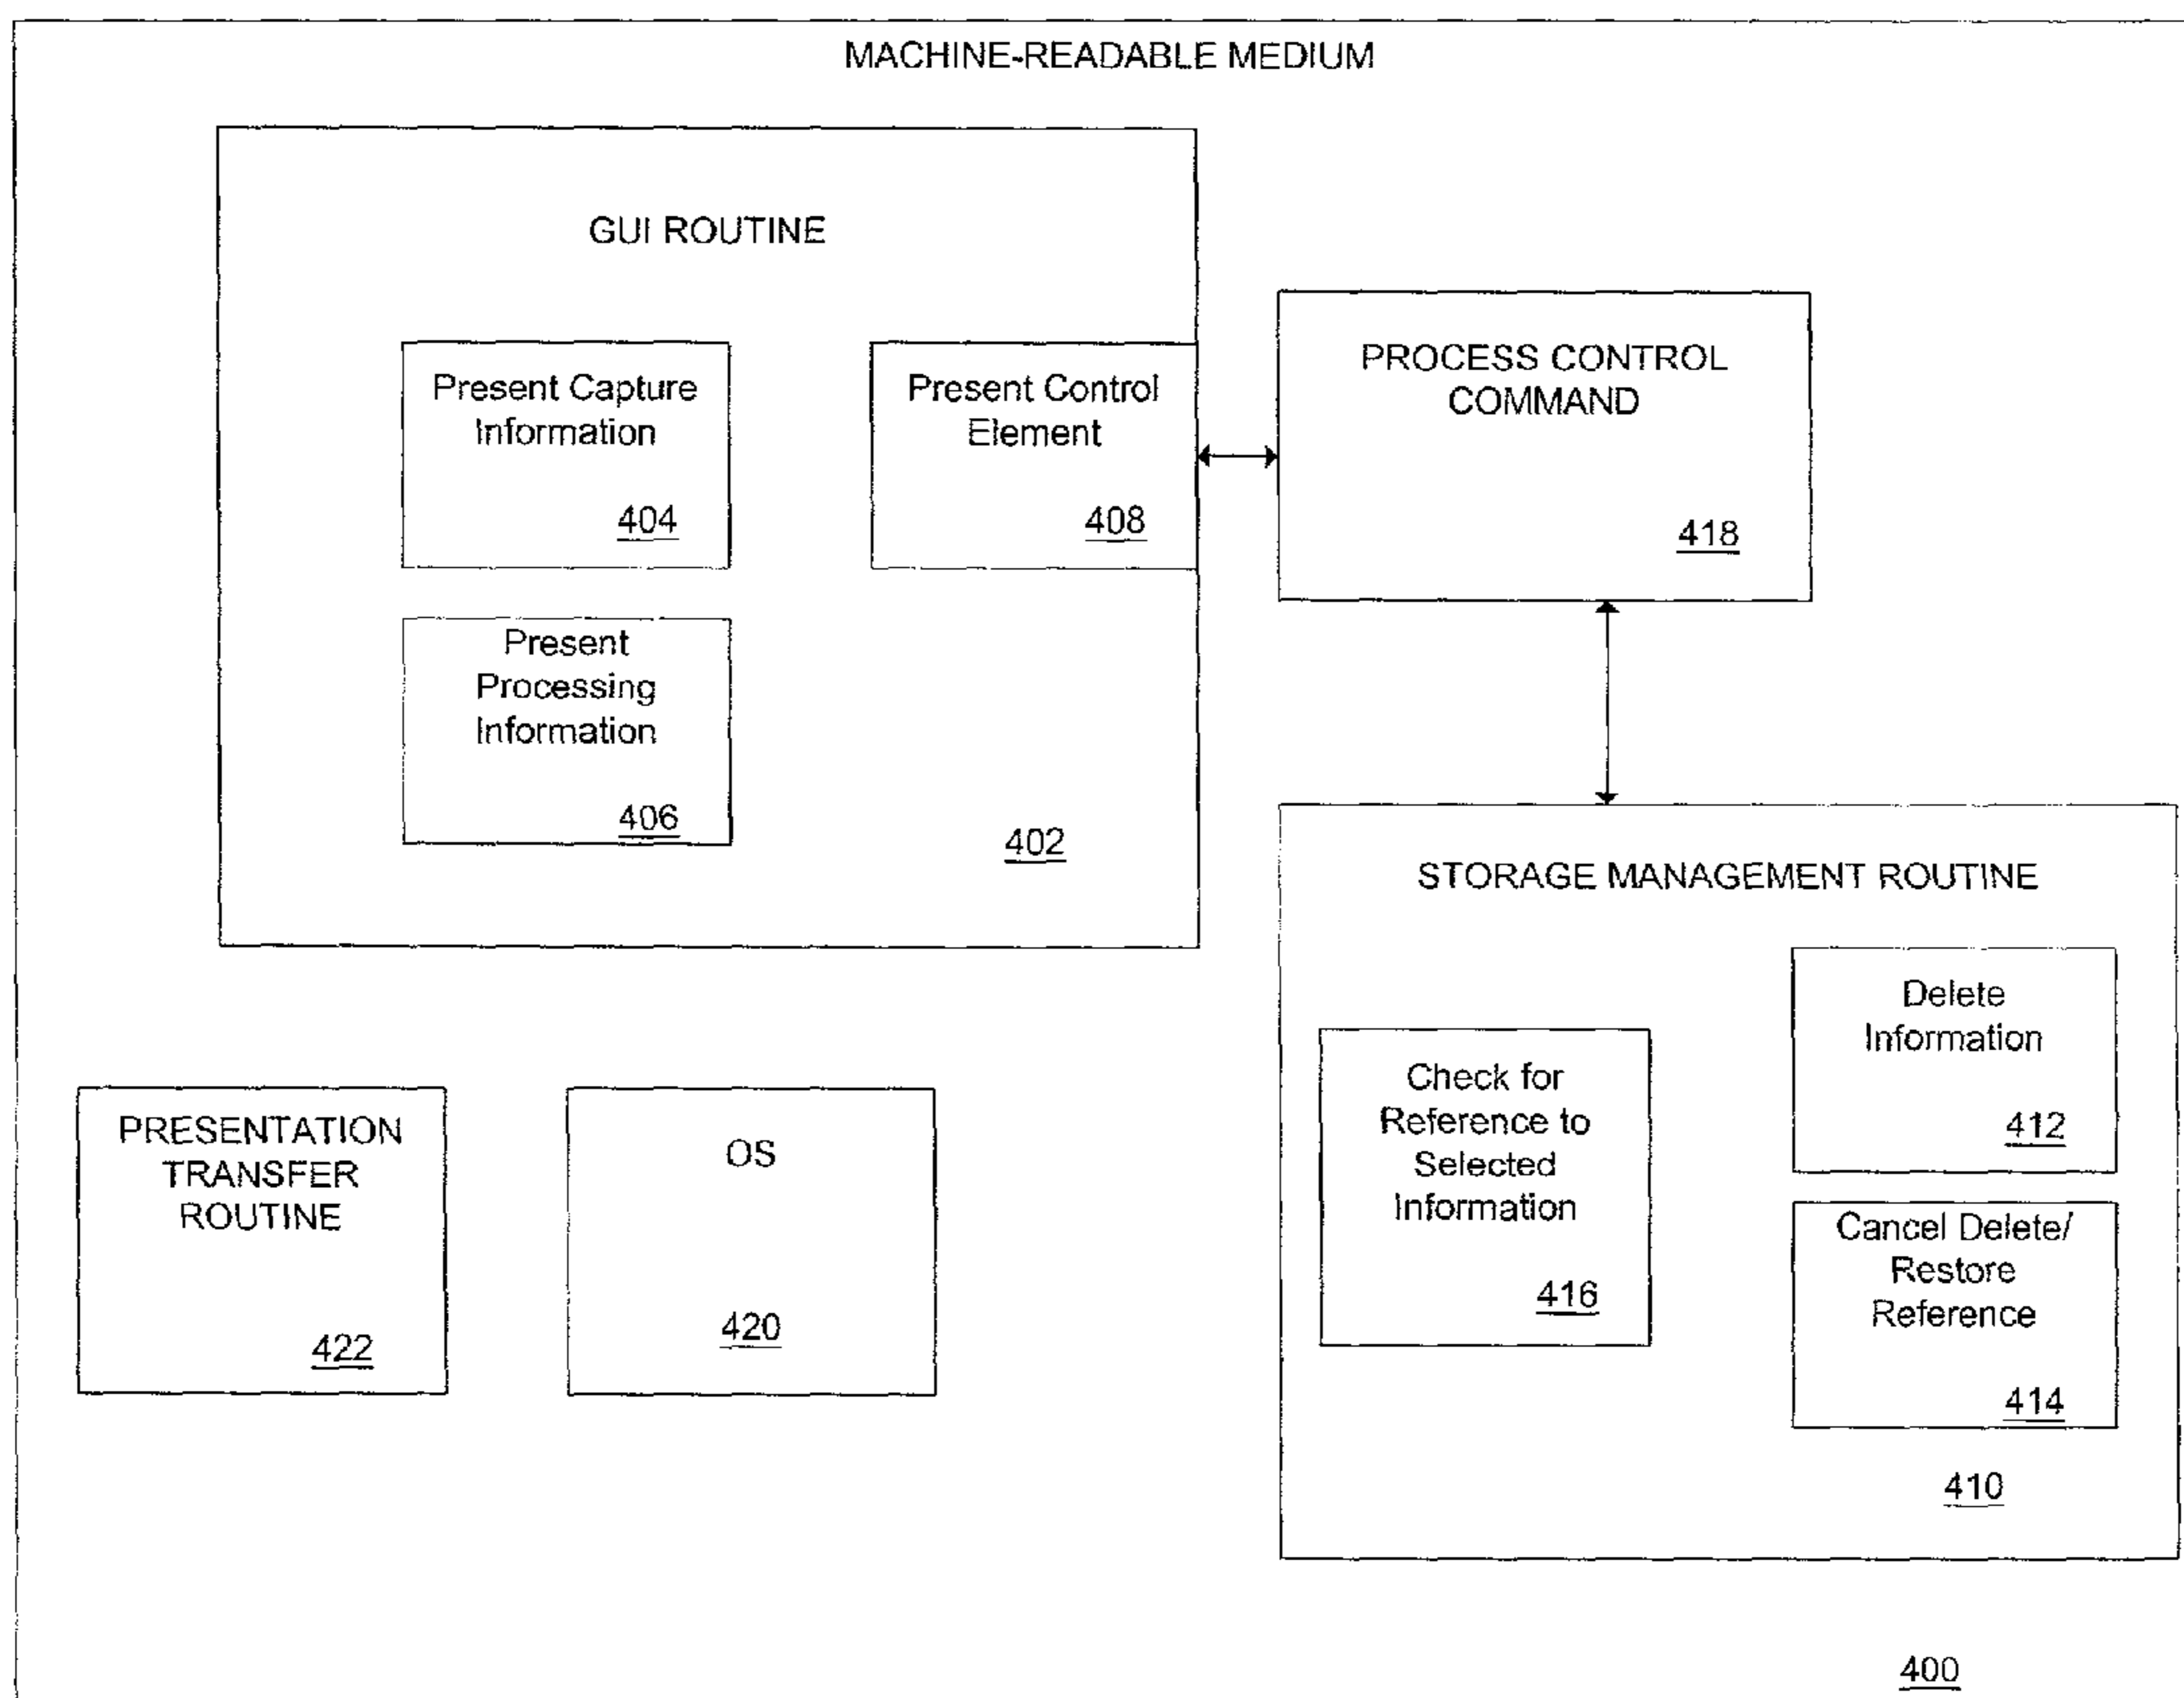 MACHINE-READABLE MEDIUM
GUI ROUTINE
Present Capture
Information
404
Present Control
Element
408
Present
Processing
Information
406
402
PROCESS CONTROL
COMMAND
418
STORAGE MANAGEMENT ROUTINE
Check for
Reference to
Selected
Information
416
Delete
Information
412
Cancel Delete/
Restore
Reference
414
410
PRESENTATION
TRANSFER
ROUTINE
422
OS
420
400